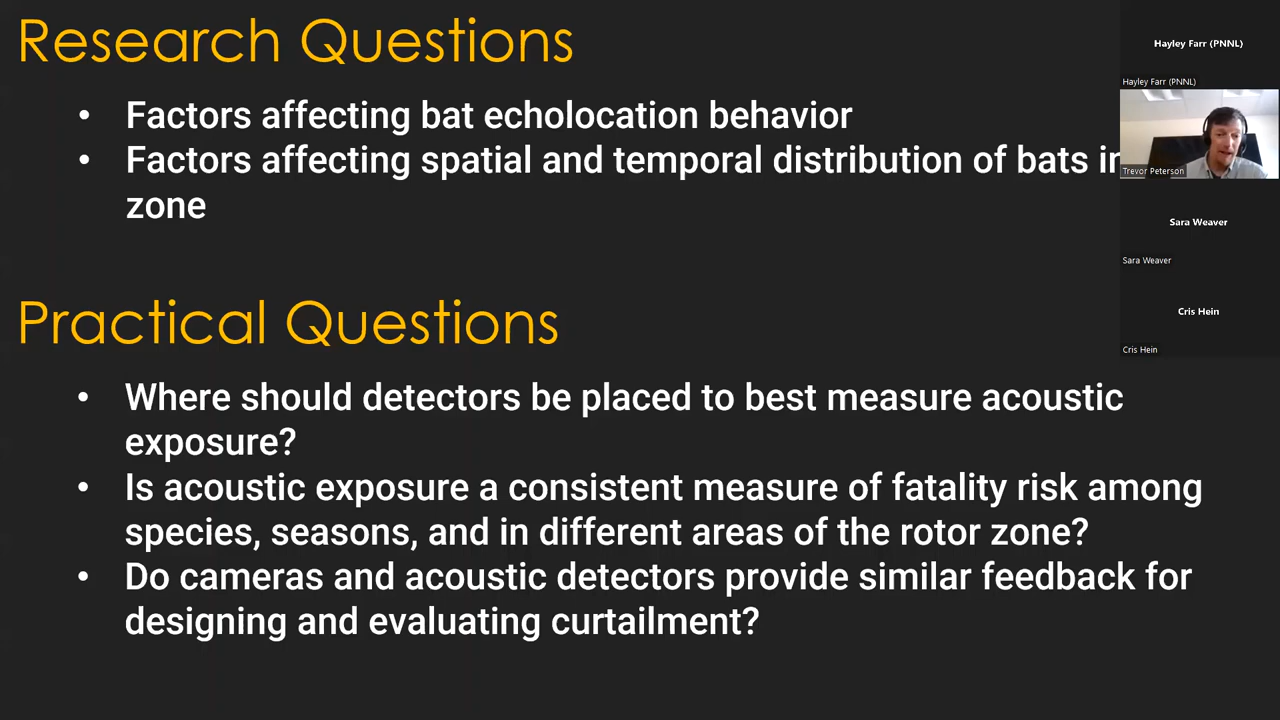 Research Questions
• Factors affecting bat echolocation behavior
• Factors affecting spatial and temporal distribution of bats in
zone
Practical Questions
• Where should detectors be placed to best measure acoustic
exposure?
• Is acoustic exposure a consistent measure of fatality risk among
species, seasons, and in different areas of the rotor zone?
• Do cameras and acoustic detectors provide similar feedback for
designing and evaluating curtailment?
Hayley Farr (PNNL)
Hayley Farr (PNNL)
Trevor Peterson
Sara Weaver
Sara Weaver
Cris Hein
Cris Hein